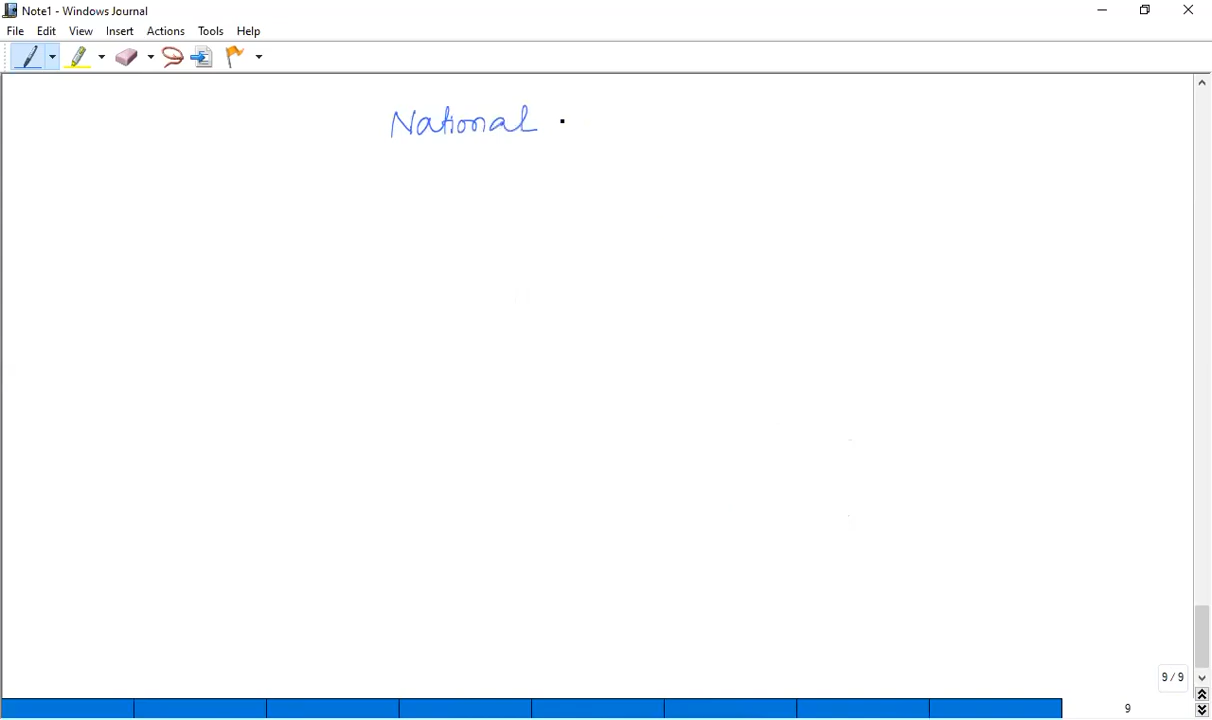 Note1 - Windows Journal
File Edit View Insert Actions Tools Help
National
9 / 9
9